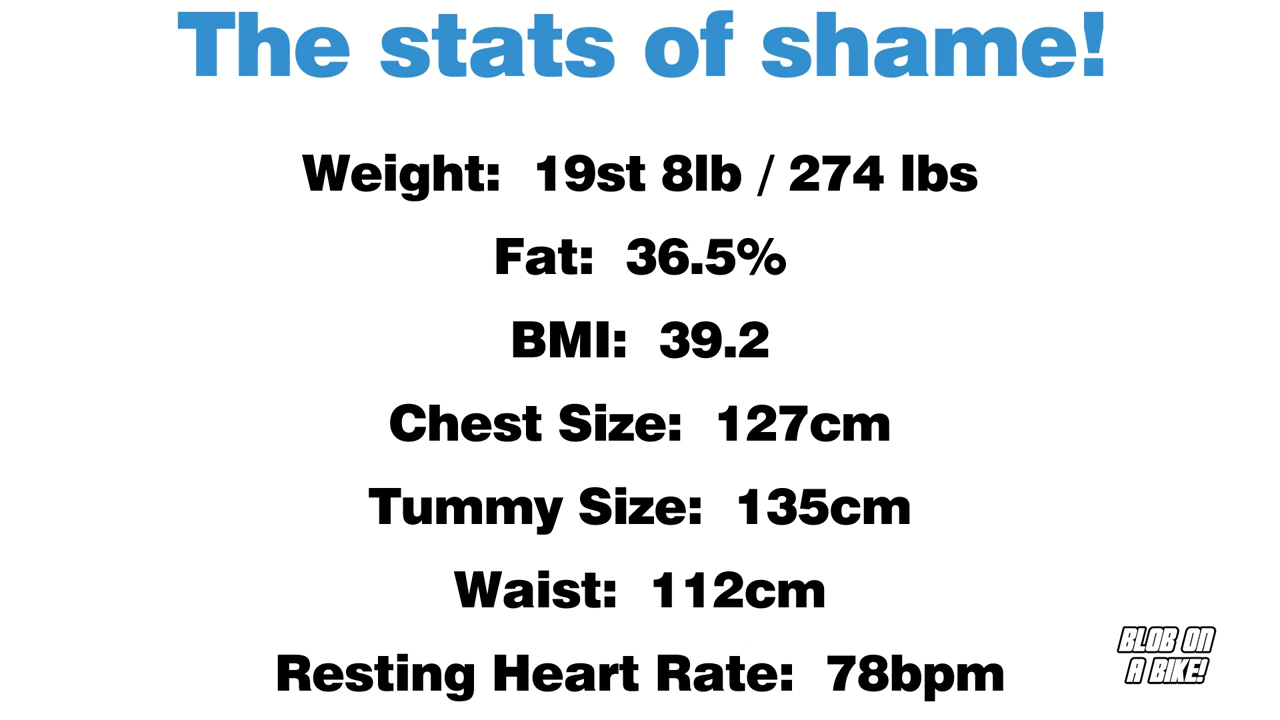 The stats of shame!
Weight: 19st 8lb / 274 lbs
Fat: 36.5%
BMI: 39.2
Chest Size: 127cm
Tummy Size: 135cm
Waist: 112cm
Resting Heart Rate: 78bpm
BLOB ON
A BIKE!